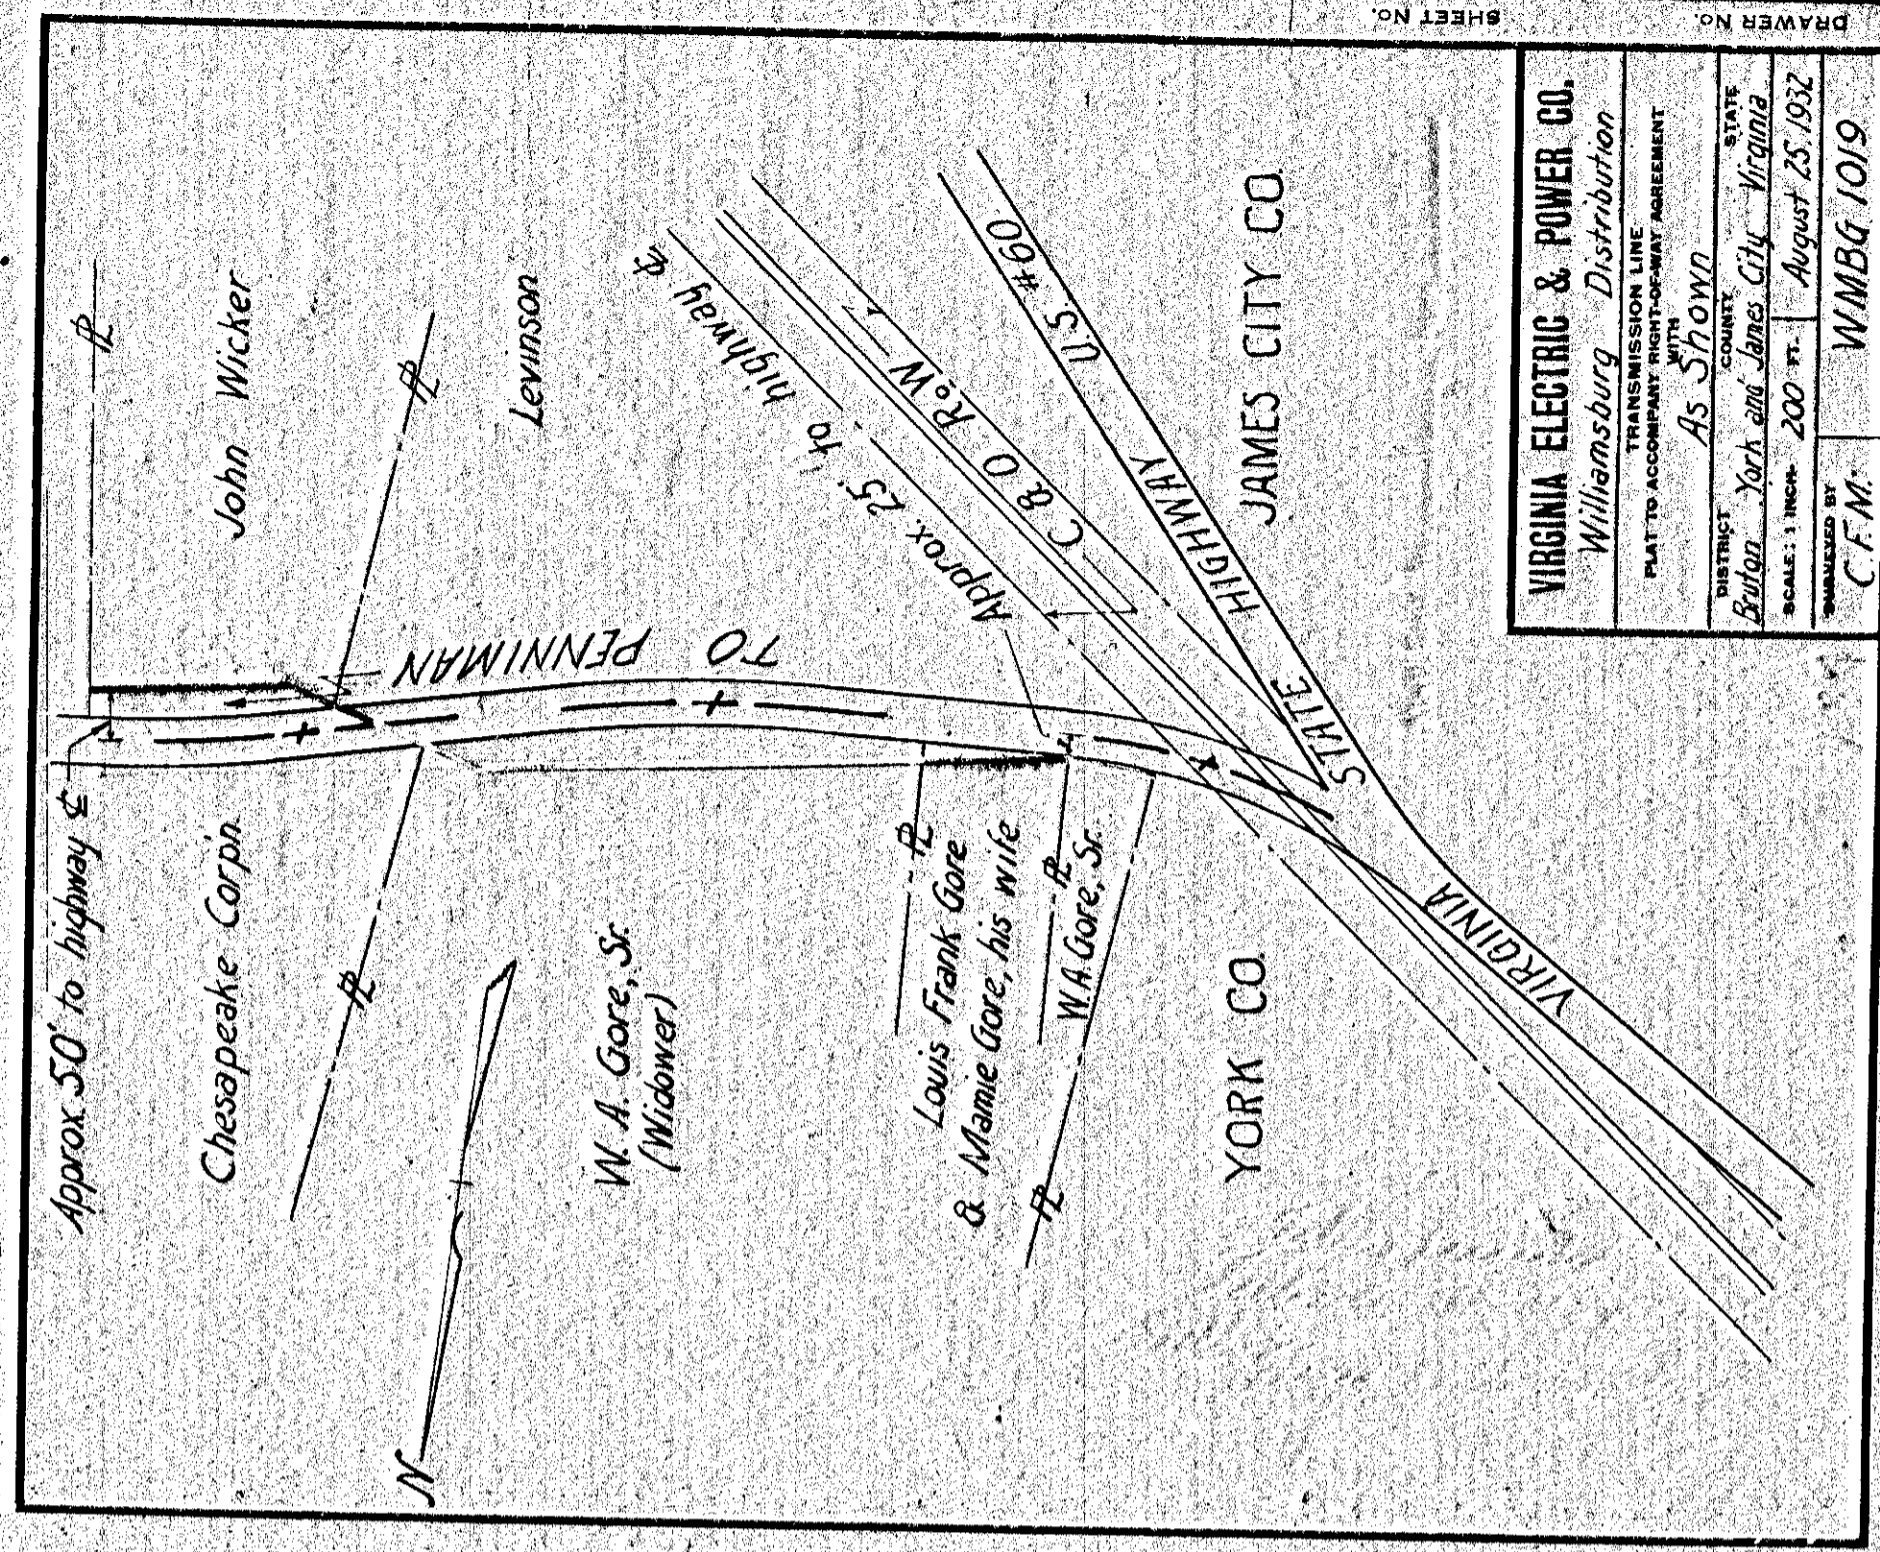 SHEET No.
DRAWER No.
Approx. 50' to highway ℄
Chesapeake Corp'n.
℄
John Wicker
℄
Levinson
TO PENNIMAN
N
W. A. Gore, Sr.
(Widower)
Louis Frank Gore
& Mamie Gore, his wife
W.A. Gore, Sr.
Approx. 25' to highway ℄
C & O R o W
VIRGINIA STATE HIGHWAY U.S. #60
YORK CO.
JAMES CITY CO.
VIRGINIA ELECTRIC & POWER CO.
Williamsburg Distribution
TRANSMISSION LINE
PLAT TO ACCOMPANY RIGHT-OF-WAY AGREEMENT
WITH
As Shown
DISTRICT COUNTY STATE
Bruton York and James City Virginia
SCALE: 1 INCH- 200 FT. August 25, 1932
SURVEYED BY
C.F.M. WMBG 1019